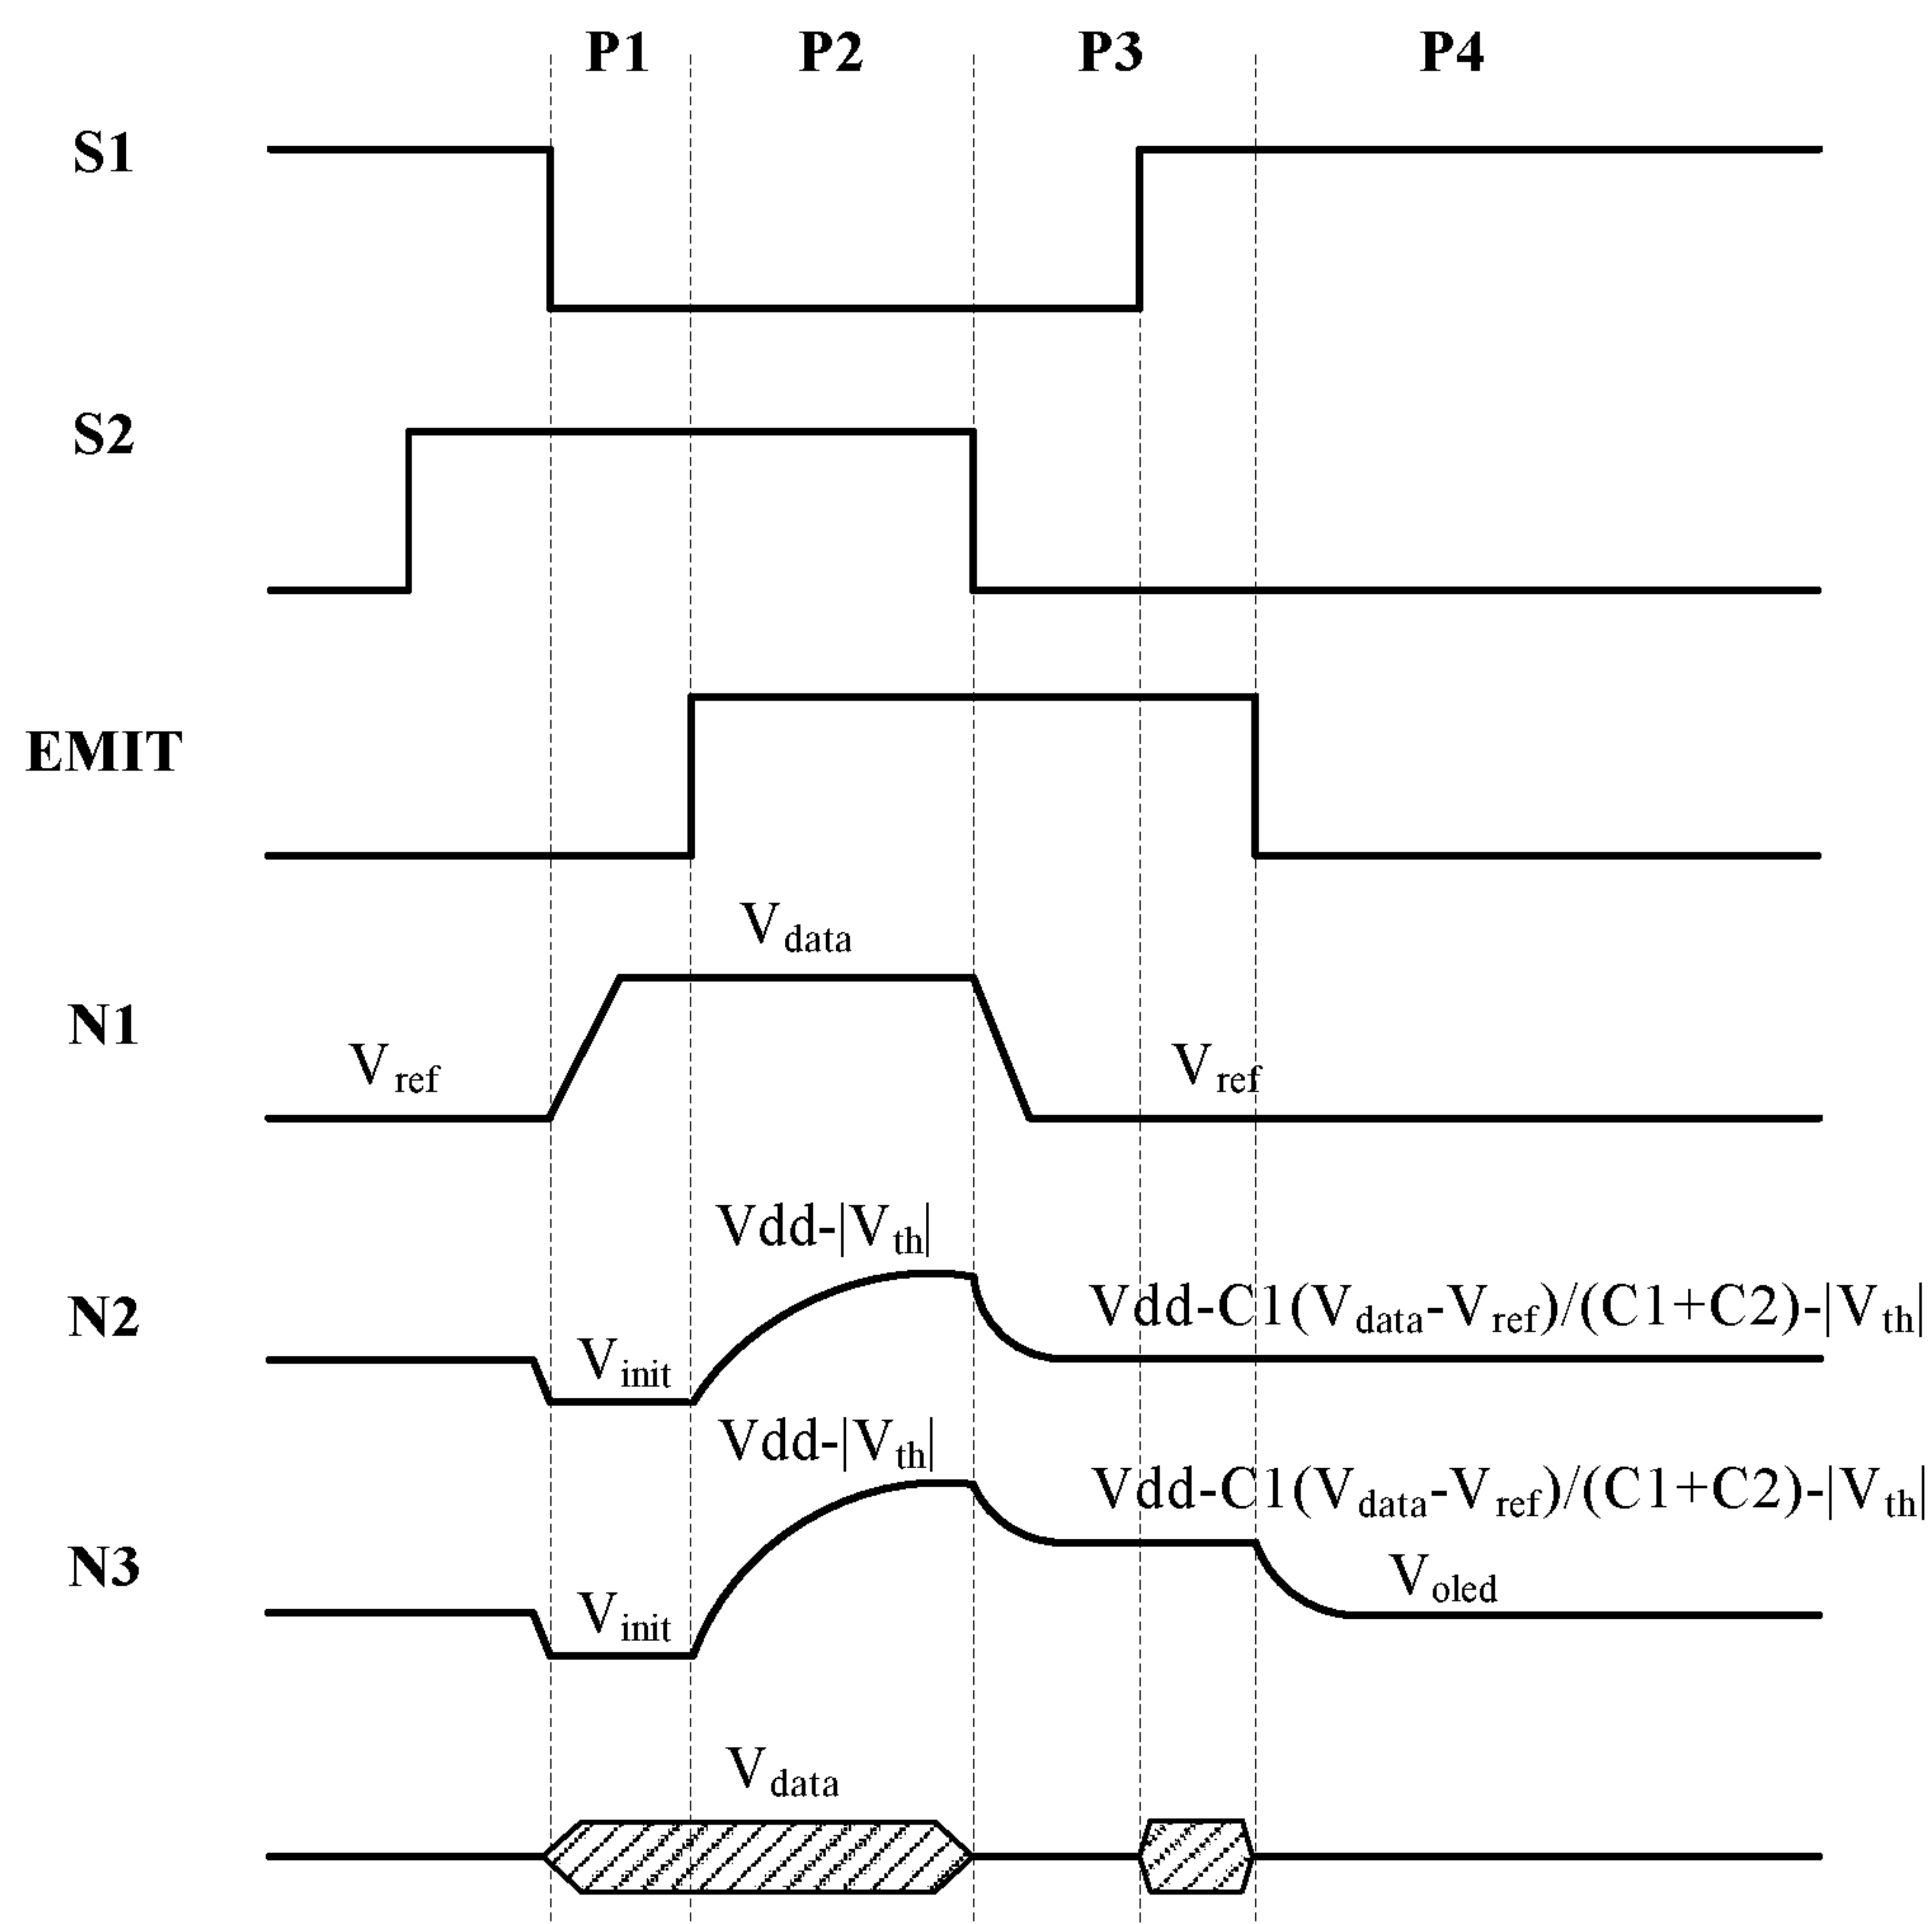 P1 P2 P3 P4
S1
S2
EMIT
Vdata
N1
Vref Vref
Vdd-|Vth|
N2
Vdd-C1(Vdata-Vref)/(C1+C2)-|Vth|
Vinit
Vdd-|Vth|
Vdd-C1(Vdata-Vref)/(C1+C2)-|Vth|
N3
Vinit
Voled
Vdata